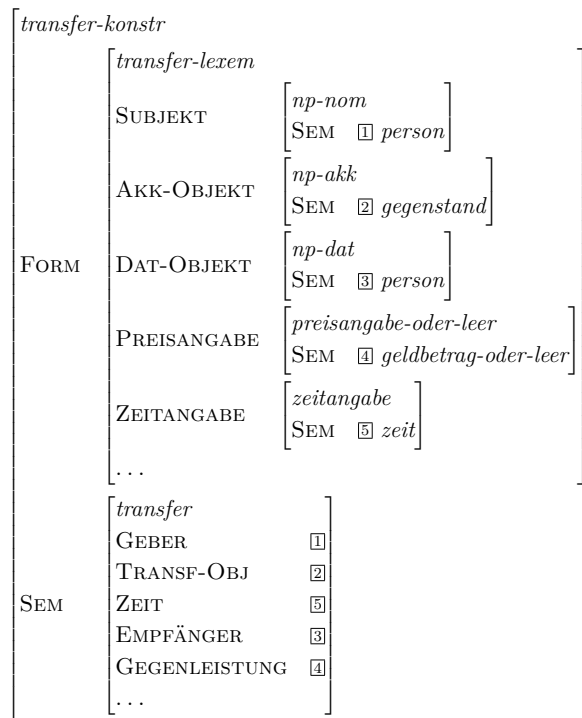 transfer-konstr
transfer-lexem
SUBJEKT np-nom
SEM 1 person
AKK-OBJEKT np-akk
SEM 2 gegenstand
FORM DAT-OBJEKT np-dat
SEM 3 person
PREISANGABE preisangabe-oder-leer
SEM 4 geldbetrag-oder-leer
ZEITANGABE zeitangabe
SEM 5 zeit
...
transfer
GEBER 1
TRANSF-OBJ 2
SEM ZEIT 5
EMPFÄNGER 3
GEGENLEISTUNG 4
...